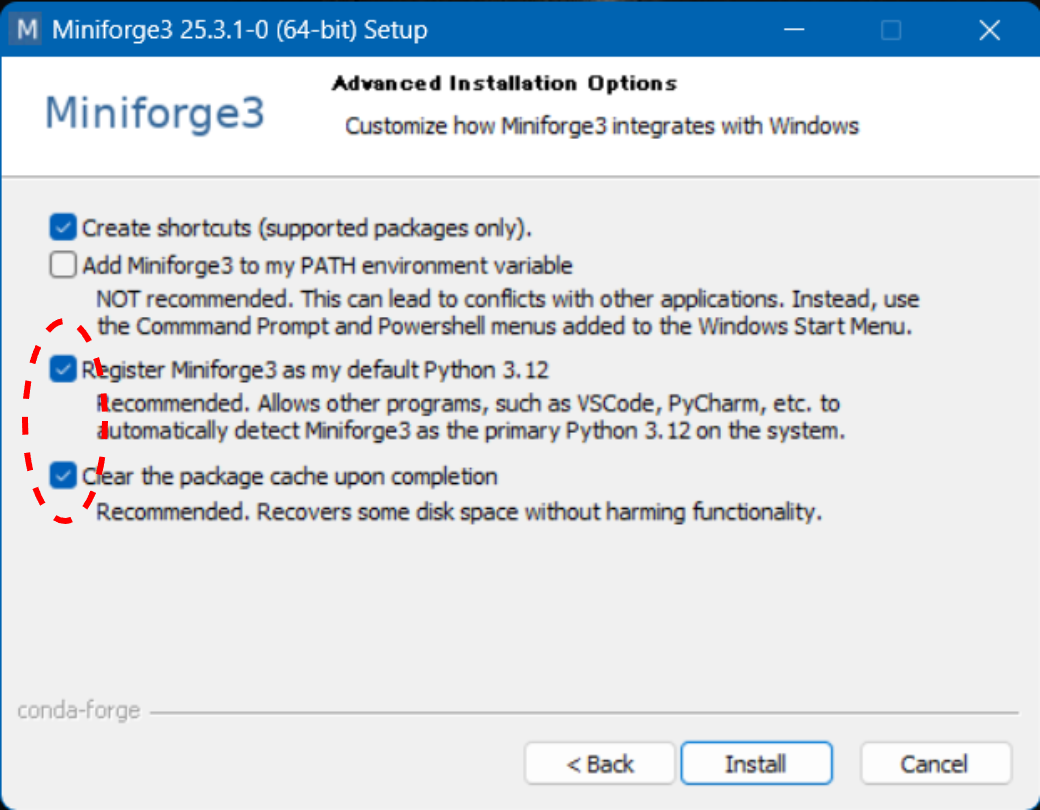 M Miniforge3 25.3.1-0 (64-bit) Setup
Miniforge3
Advanced Installation Options
Customize how Miniforge3 integrates with Windows
Create shortcuts (supported packages only).
Add Miniforge3 to my PATH environment variable
NOT recommended. This can lead to conflicts with other applications. Instead, use
the Commmand Prompt and Powershell menus added to the Windows Start Menu.
Register Miniforge3 as my default Python 3.12
Recommended. Allows other programs, such as VSCode, PyCharm, etc. to
automatically detect Miniforge3 as the primary Python 3.12 on the system.
Clear the package cache upon completion
Recommended. Recovers some disk space without harming functionality.
conda-forge
< Back
Install
Cancel